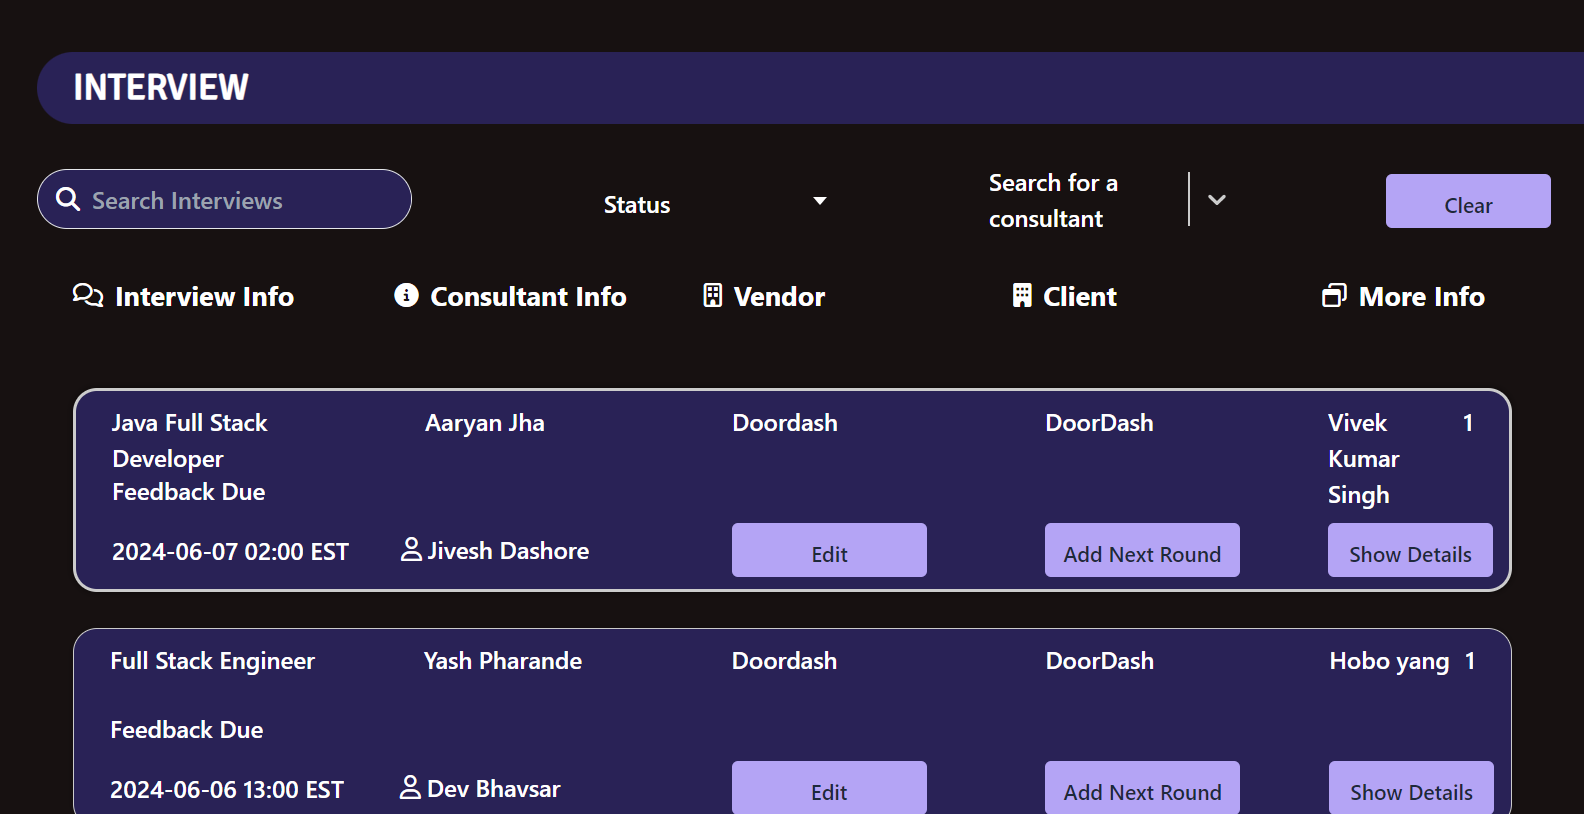 INTERVIEW
Search Interviews
Status
Search for a
consultant
Clear
Interview Info
Consultant Info
Vendor
Client
More Info
Java Full Stack
Developer
Feedback Due
Aaryan Jha
Doordash
DoorDash
Vivek
Kumar
Singh
1
2024-06-07 02:00 EST
Jivesh Dashore
Edit
Add Next Round
Show Details
Full Stack Engineer
Yash Pharande
Doordash
DoorDash
Hobo yang
1
Feedback Due
2024-06-06 13:00 EST
Dev Bhavsar
Edit
Add Next Round
Show Details